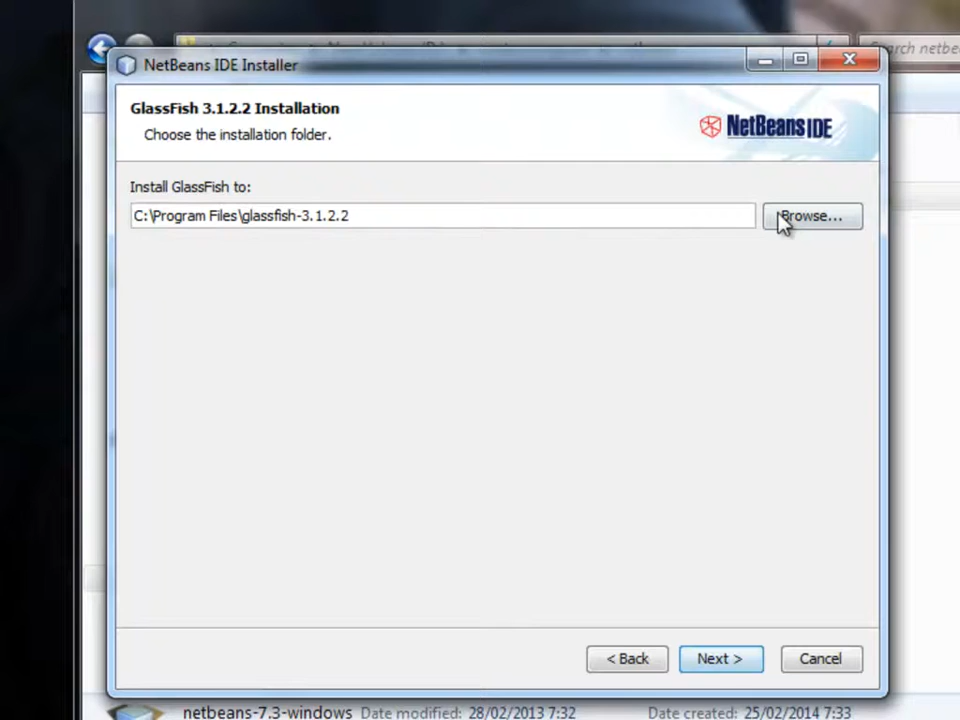 Search netbe
NetBeans IDE Installer
GlassFish 3.1.2.2 Installation
Choose the installation folder.
NetBeans IDE
Install GlassFish to:
C:\Program Files\glassfish-3.1.2.2
Browse...
< Back
Next >
Cancel
netbeans-7.3-windows Date modified: 28/02/2013 7:32 Date created: 25/02/2014 7:33